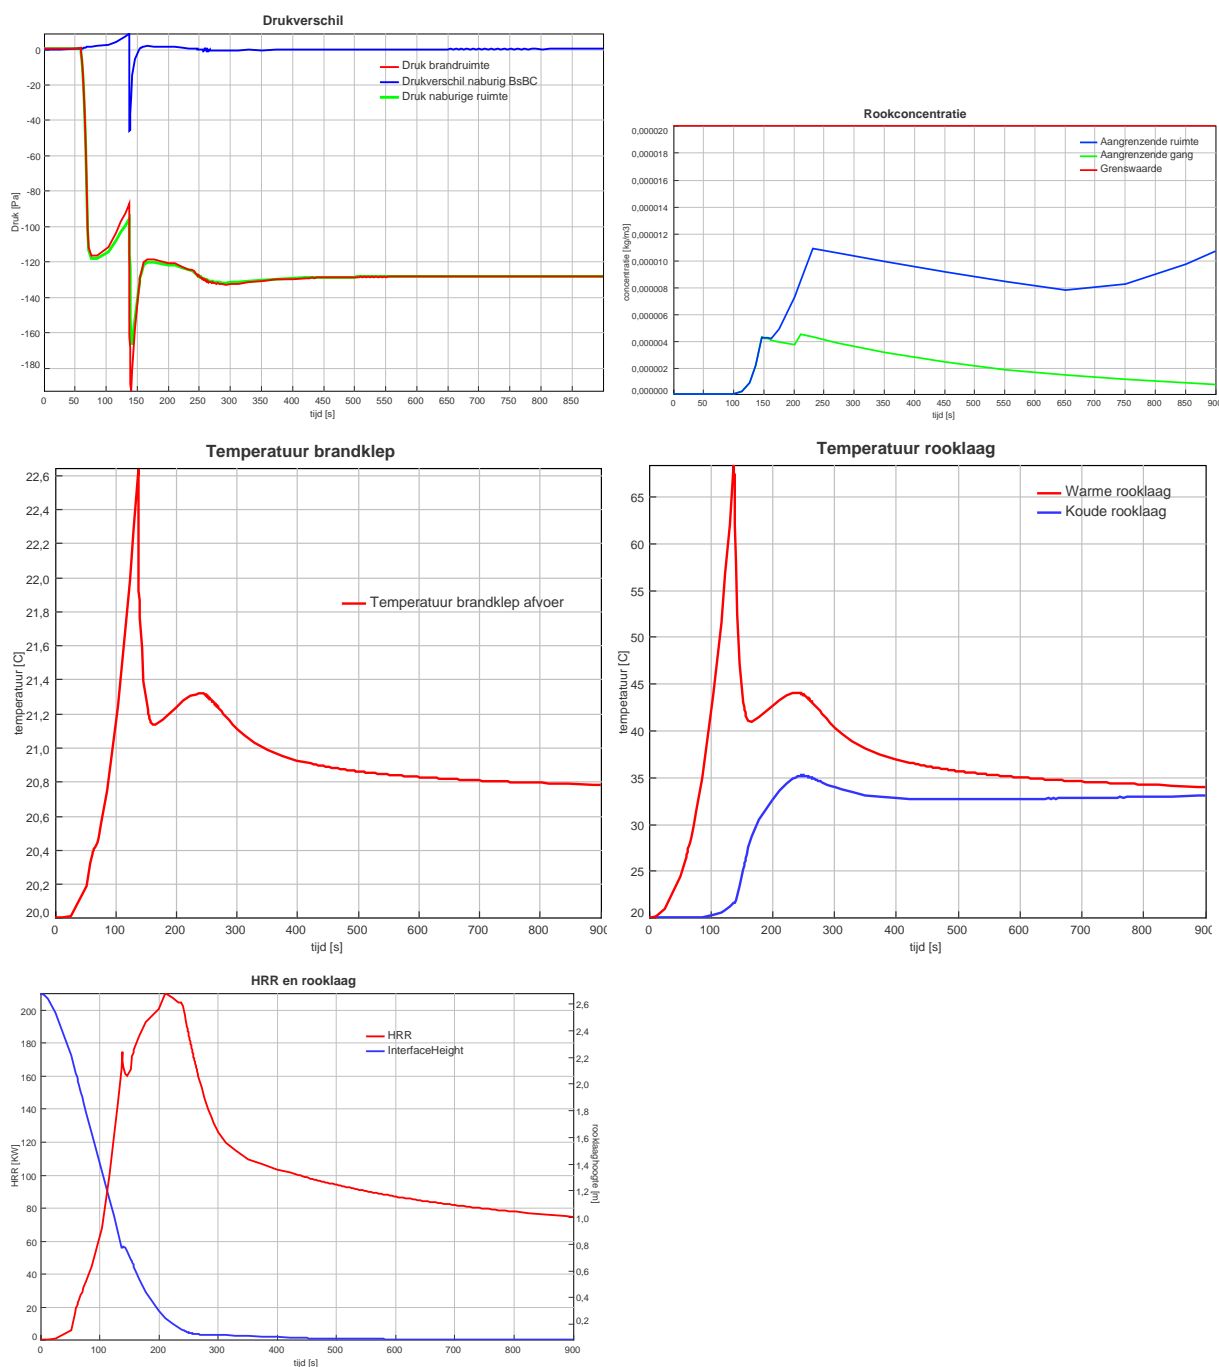 Drukverschil
0
-20
-40
-60
-80
-100
-120
-140
-160
-180
Druk [Pa]
Druk brandruimte
Drukverschil naburig BsBC
Druk naburige ruimte
0 50 100 150 200 250 300 350 400 450 500 550 600 650 700 750 800 850
tijd [s]
Rookconcentratie
0,000020
0,000018
0,000016
0,000014
0,000012
0,000010
0,000008
0,000006
0,000004
0,000002
0,000000
concentratie [kg/m3]
Aangrenzende ruimte
Aangrenzende gang
Grenswaarde
0 50 100 150 200 250 300 350 400 450 500 550 600 650 700 750 800 850 900
tijd [s]
Temperatuur brandklep
22,6
22,4
22,2
22,0
21,8
21,6
21,4
21,2
21,0
20,8
20,6
20,4
20,2
20,0
temperatuur [C]
Temperatuur brandklep afvoer
0 100 200 300 400 500 600 700 800 900
tijd [s]
Temperatuur rooklaag
65
60
55
50
45
40
35
30
25
20
tempetatuur [C]
Warme rooklaag
Koude rooklaag
0 100 200 300 400 500 600 700 800 900
tijd [s]
HRR en rooklaag
200
180
160
140
120
100
80
60
40
20
0
HRR [KW]
HRR
InterfaceHeight
2,6
2,4
2,2
2,0
1,8
1,6
1,4
1,2
1,0
0,8
0,6
0,4
0,2
rooklaaghoogte [m]
0 100 200 300 400 500 600 700 800 900
tijd [s]